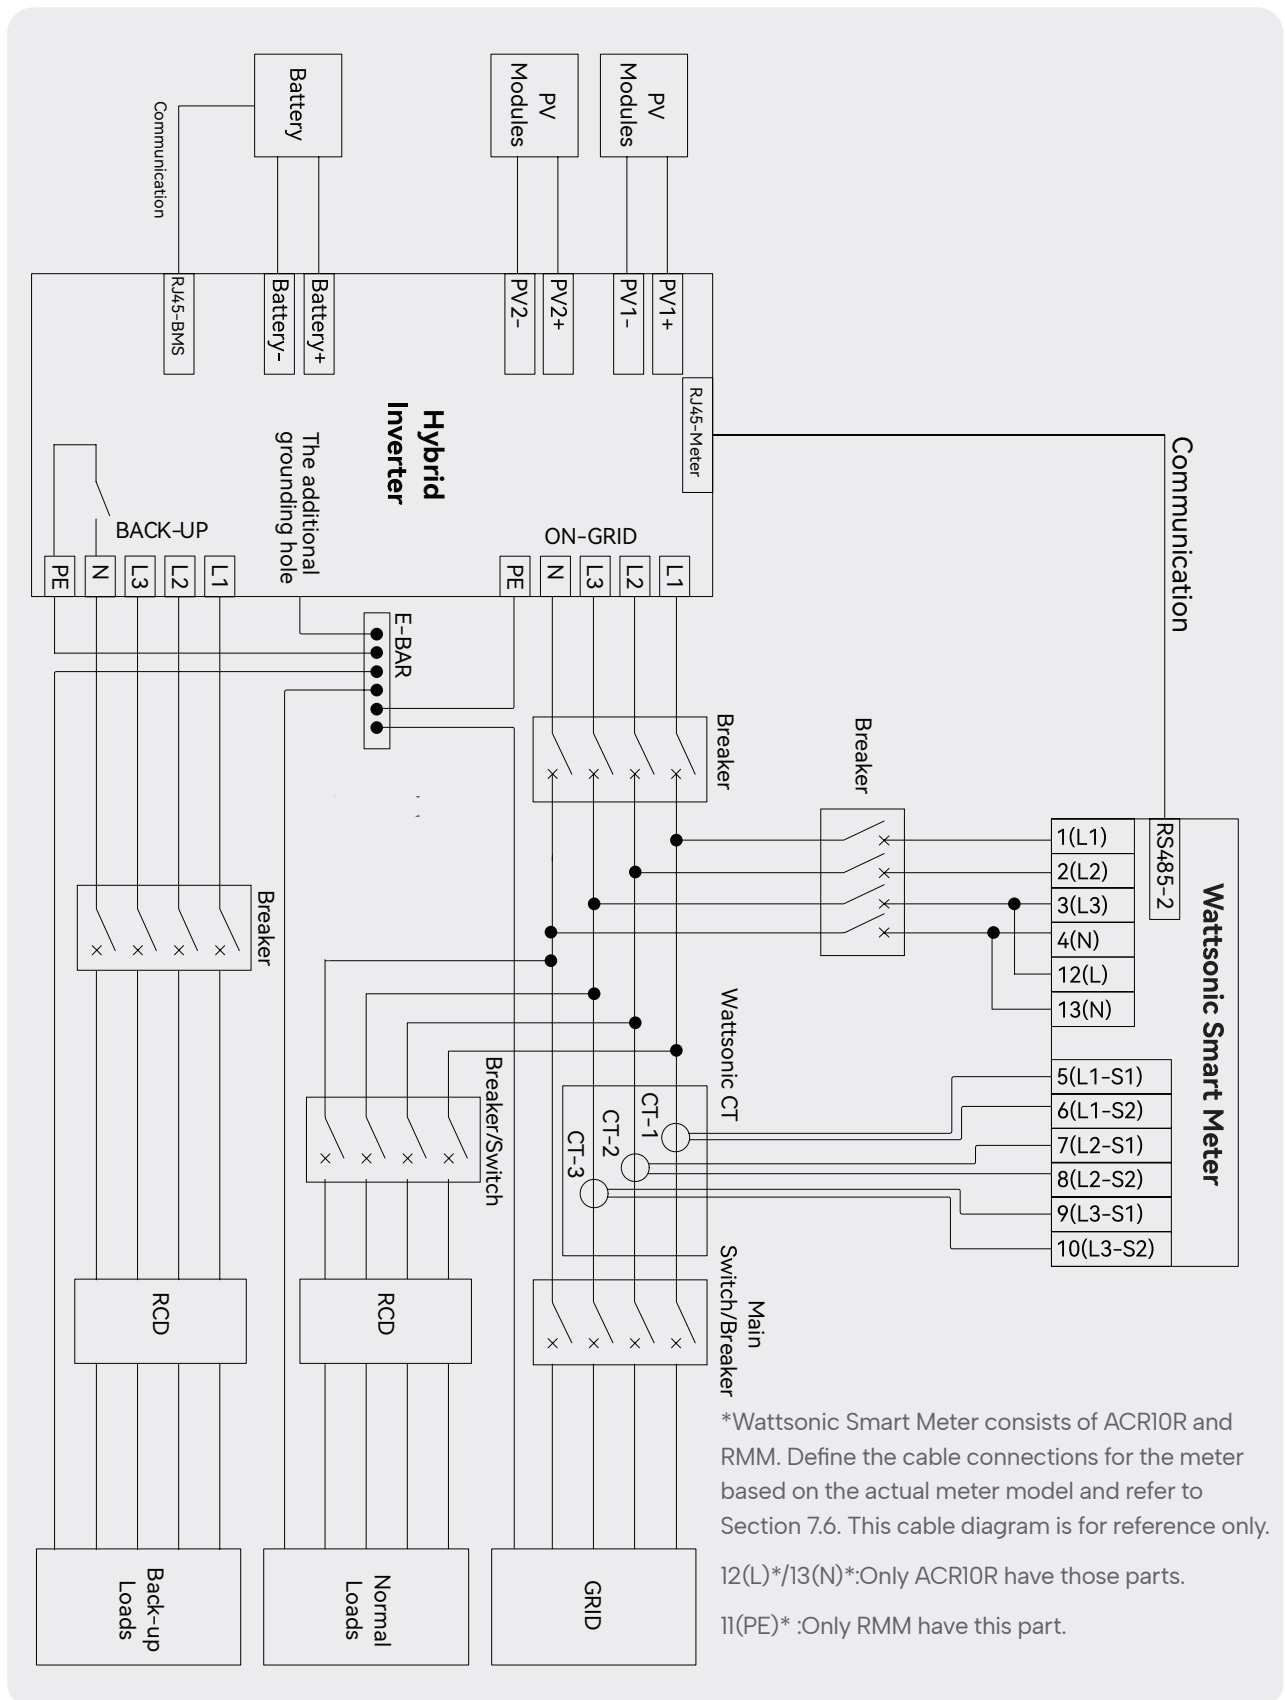 Battery
PV
Modules
PV
Modules
Communication
RJ45-BMS
Battery-
Battery+
PV2-
PV2+
PV1-
PV1+
RJ45-Meter
Hybrid
Inverter
The additional
grounding hole
BACK-UP
ON-GRID
Communication
PE
N
L3
L2
L1
PE
N
L3
L2
L1
E-BAR
Breaker
Breaker
Breaker
RS485-2
1(L1)
2(L2)
3(L3)
4(N)
12(L)
13(N)
Wattsonic Smart Meter
5(L1-S1)
6(L1-S2)
7(L2-S1)
8(L2-S2)
9(L3-S1)
10(L3-S2)
Wattsonic CT
CT-1
CT-2
CT-3
Breaker/Switch
Main
Switch/Breaker
RCD
RCD
Back-up
Loads
Normal
Loads
GRID
*Wattsonic Smart Meter consists of ACR10R and
RMM. Define the cable connections for the meter
based on the actual meter model and refer to
Section 7.6. This cable diagram is for reference only.
12(L)*/13(N)*:Only ACR10R have those parts.
11(PE)* :Only RMM have this part.